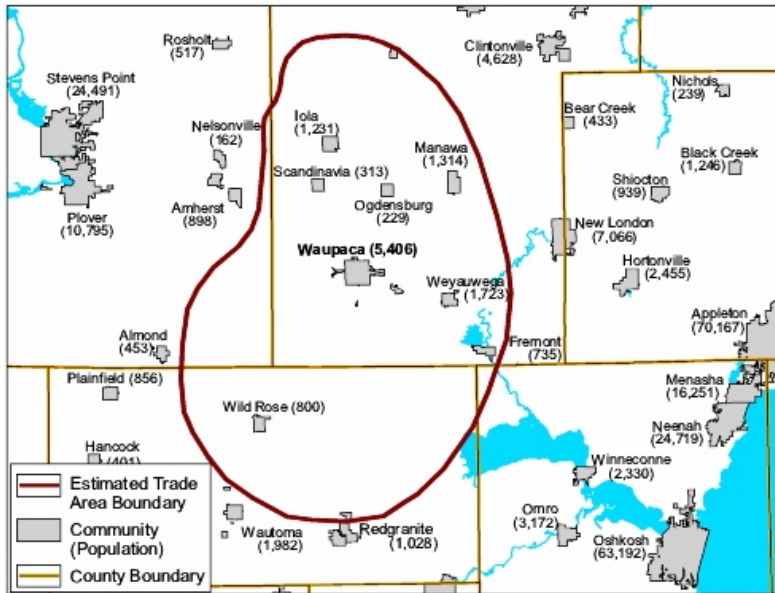 Rosholt
(517)
Clintonville
(4,628)
Stevens Point
(24,491)
Nichols
(239)
Bear Creek
(433)
Nelsonville
(162)
Iola
(1,231)
Manawa
(1,314)
Black Creek
(1,246)
Scandinavia (313)
Shiocton
(939)
Ogdensburg
(229)
Amherst
(898)
Plover
(10,795)
New London
(7,066)
Waupaca (5,406)
Hortonville
(2,455)
Weyauwega
(1,723)
Appleton
(70,167)
Almond
(453)
Fremont
(735)
Plainfield (856)
Menasha
(16,251)
Wild Rose (800)
Neenah
(24,719)
Hancock
(401)
Winneconne
(2,330)
Estimated Trade
Area Boundary
Community
(Population)
County Boundary
Wautoma
(1,982)
Redgranite
(1,028)
Omro
(3,172)
Oshkosh
(63,192)